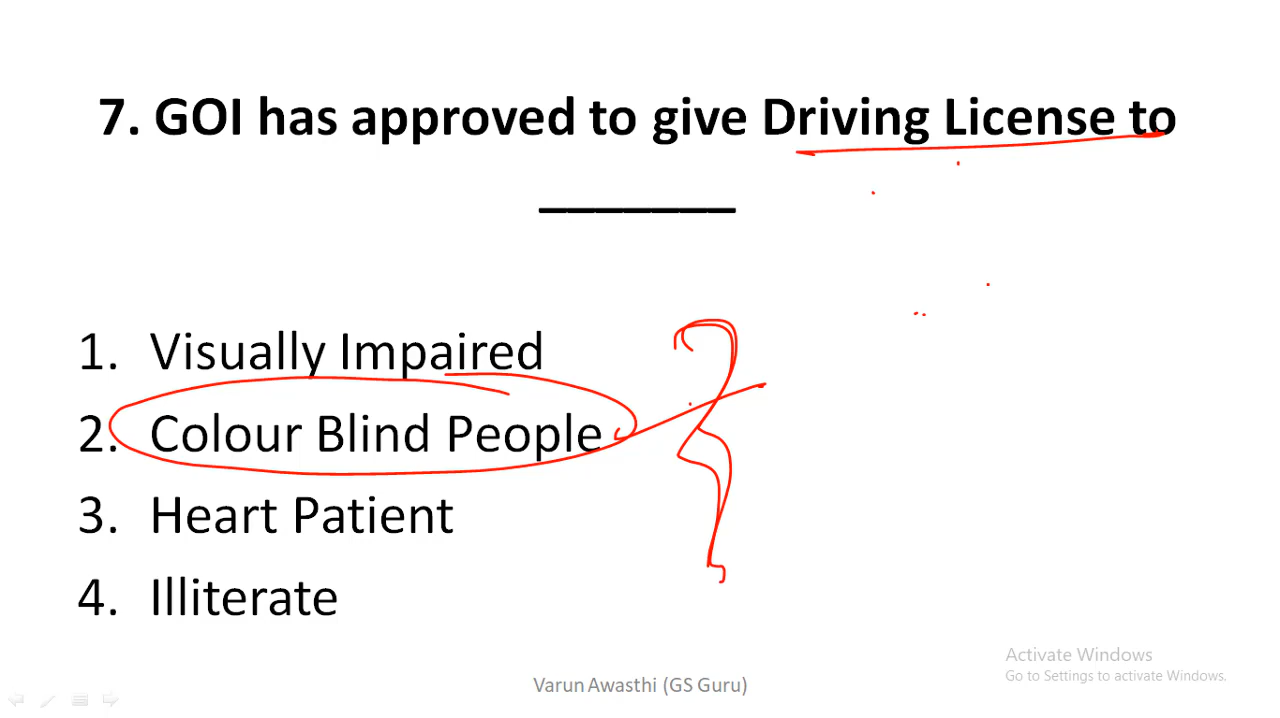 7. GOI has approved to give Driving License to
_______
1. Visually Impaired
2. Colour Blind People
3. Heart Patient
4. Illiterate
Activate Windows
Go to Settings to activate Windows.
Varun Awasthi (GS Guru)